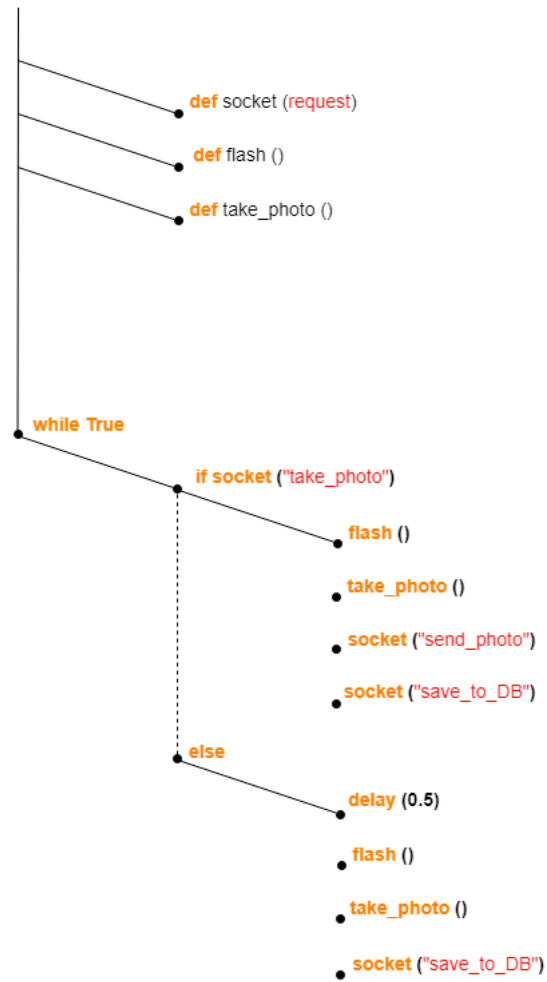 def socket (request)
def flash ()
def take_photo ()
while True
if socket ("take_photo")
flash ()
take_photo ()
socket ("send_photo")
socket ("save_to_DB")
else
delay (0.5)
flash ()
take_photo ()
socket ("save_to_DB")